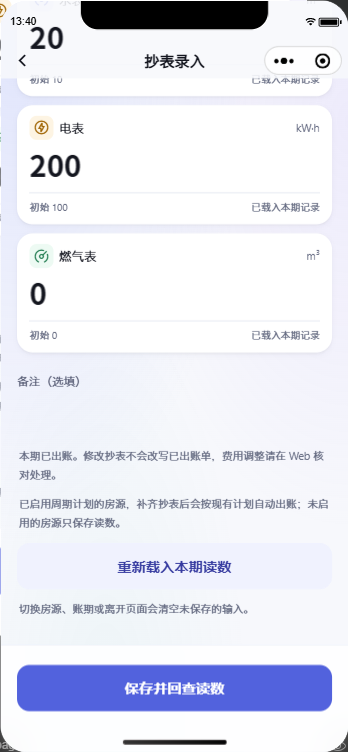 13:40
20
抄表录入
初始 10
已载入本期记录
电表
kW·h
200
初始 100
已载入本期记录
燃气表
m³
0
初始 0
已载入本期记录
备注（选填）
本期已出账。修改抄表不会改写已出账单，费用调整请在 Web 核
对处理。
已启用周期计划的房源，补齐抄表后会按现有计划自动出账；未启
用的房源只保存读数。
重新载入本期读数
切换房源、账期或离开页面会清空未保存的输入。
保存并回查读数